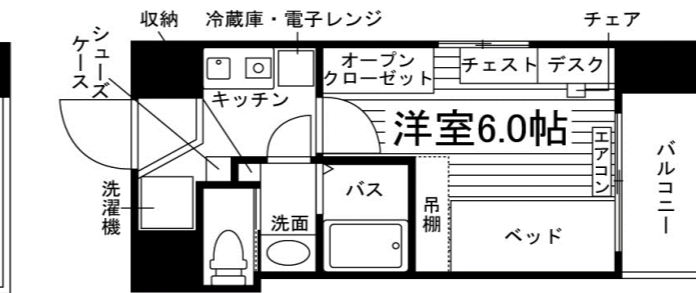 収納
冷蔵庫・電子レンジ
チェア
シューズ
ケース
オープン
クローゼット
チェスト
デスク
キッチン
洋室6.0帖
エアコン
バルコニー
洗濯機
バス
吊棚
洗面
ベッド